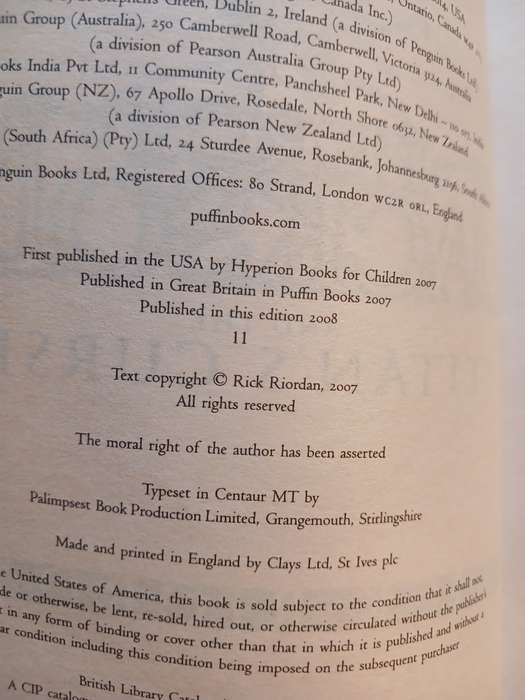 Canada Inc.)
Ontario, Canada
Green, Dublin 2, Ireland (a division of Penguin Books Ltd)
Group (Australia), 250 Camberwell Road, Camberwell, Victoria 3124, Australia
(a division of Pearson Australia Group Pty Ltd)
India Pvt Ltd, 11 Community Centre, Panchsheel Park, New Delhi – 110 017, India
Group (NZ), 67 Apollo Drive, Rosedale, North Shore 0632, New Zealand
(a division of Pearson New Zealand Ltd)
(South Africa) (Pty) Ltd, 24 Sturdee Avenue, Rosebank, Johannesburg 2196, South Africa
Books Ltd, Registered Offices: 80 Strand, London WC2R 0RL, England
puffinbooks.com
First published in the USA by Hyperion Books for Children 2007
Published in Great Britain in Puffin Books 2007
Published in this edition 2008
11
Text copyright © Rick Riordan, 2007
All rights reserved
The moral right of the author has been asserted
Typeset in Centaur MT by
Palimpsest Book Production Limited, Grangemouth, Stirlingshire
Made and printed in England by Clays Ltd, St Ives plc
United States of America, this book is sold subject to the condition that it shall not,
or otherwise, be lent, re-sold, hired out, or otherwise circulated without the publisher's
in any form of binding or cover other than that in which it is published and without a
condition including this condition being imposed on the subsequent purchaser
British Library
A CIP